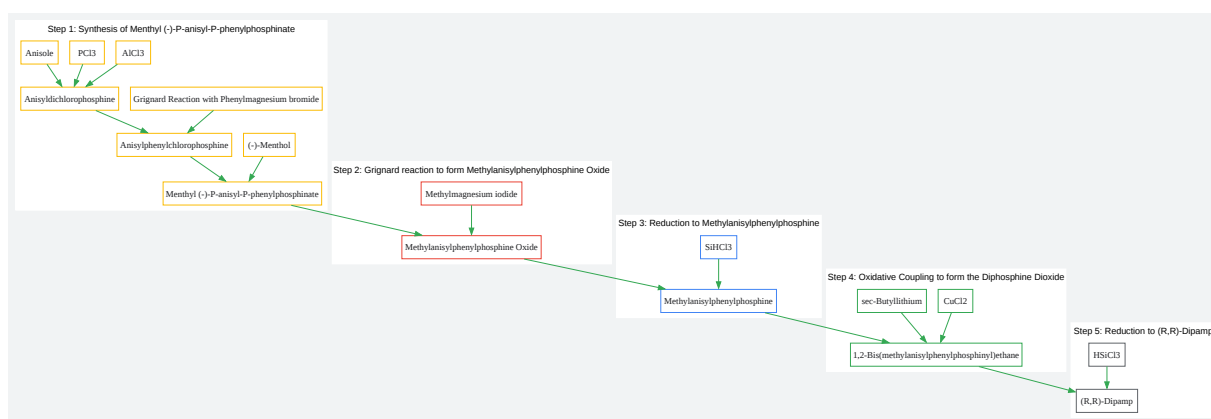 Step 1: Synthesis of Menthyl (-)-P-anisyl-P-phenylphosphinate
Anisole
PCl3
AlCl3
Anisyldichlorophosphine
Grignard Reaction with Phenylmagnesium bromide
Anisylphenylchlorophosphine
(-)-Menthol
Menthyl (-)-P-anisyl-P-phenylphosphinate
Step 2: Grignard reaction to form Methylanisylphenylphosphine Oxide
Methylmagnesium iodide
Methylanisylphenylphosphine Oxide
Step 3: Reduction to Methylanisylphenylphosphine
SiHCl3
Methylanisylphenylphosphine
Step 4: Oxidative Coupling to form the Diphosphine Dioxide
sec-Butyllithium
CuCl2
1,2-Bis(methylanisylphenylphosphinyl)ethane
Step 5: Reduction to (R,R)-Dipamp
HSiCl3
(R,R)-Dipamp